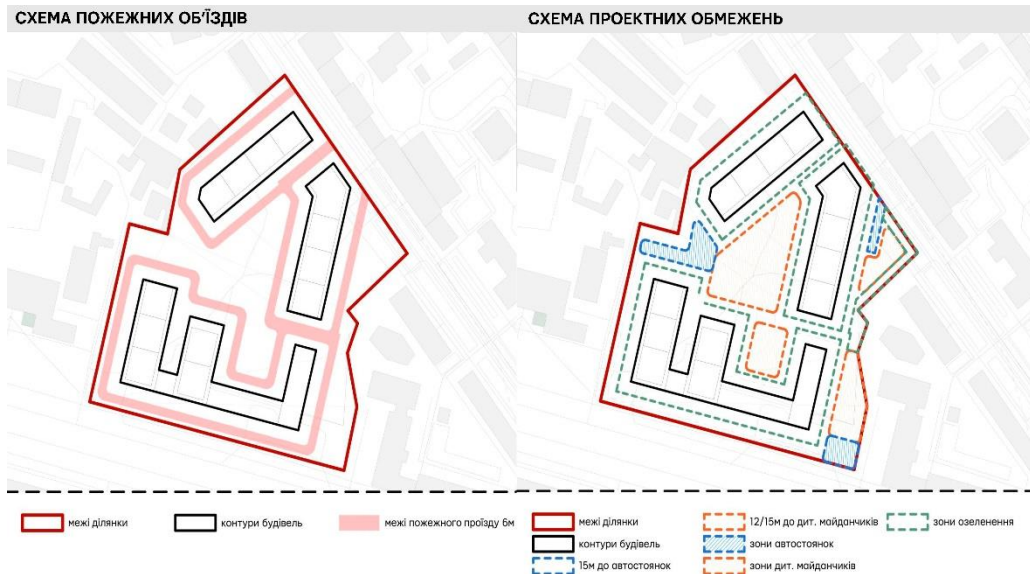 СХЕМА ПОЖЕЖНИХ ОБ'ЇЗДІВ
СХЕМА ПРОЕКТНИХ ОБМЕЖЕНЬ
межі ділянки
контури будівель
межі пожежного проїзду 6м
межі ділянки
12/15м до дит. майданчиків
зони озеленення
контури будівель
зони автостоянок
15м до автостоянок
зони дит. майданчиків